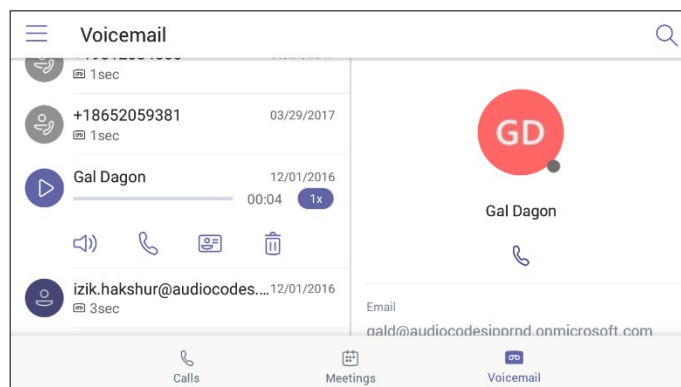 Voicemail
1sec
+18652059381 03/29/2017
1sec
Gal Dagon 12/01/2016
00:04 1x
izik.hakshur@audiocodes.... 12/01/2016
3sec
GD
Gal Dagon
Email
gald@audiocodesipprnd.onmicrosoft.com
Calls Meetings Voicemail